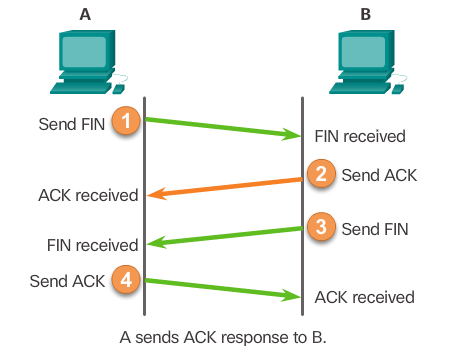 A
B
Send FIN
1
FIN received
2
Send ACK
ACK received
3
Send FIN
FIN received
Send ACK
4
ACK received
A sends ACK response to B.